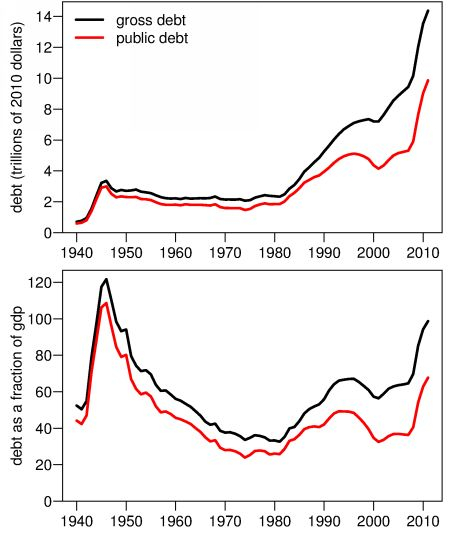 debt (trillions of 2010 dollars)
14
12
10
8
6
4
2
0
gross debt
public debt
1940 1950 1960 1970 1980 1990 2000 2010
debt as a fraction of gdp
120
100
80
60
40
20
0
1940 1950 1960 1970 1980 1990 2000 2010